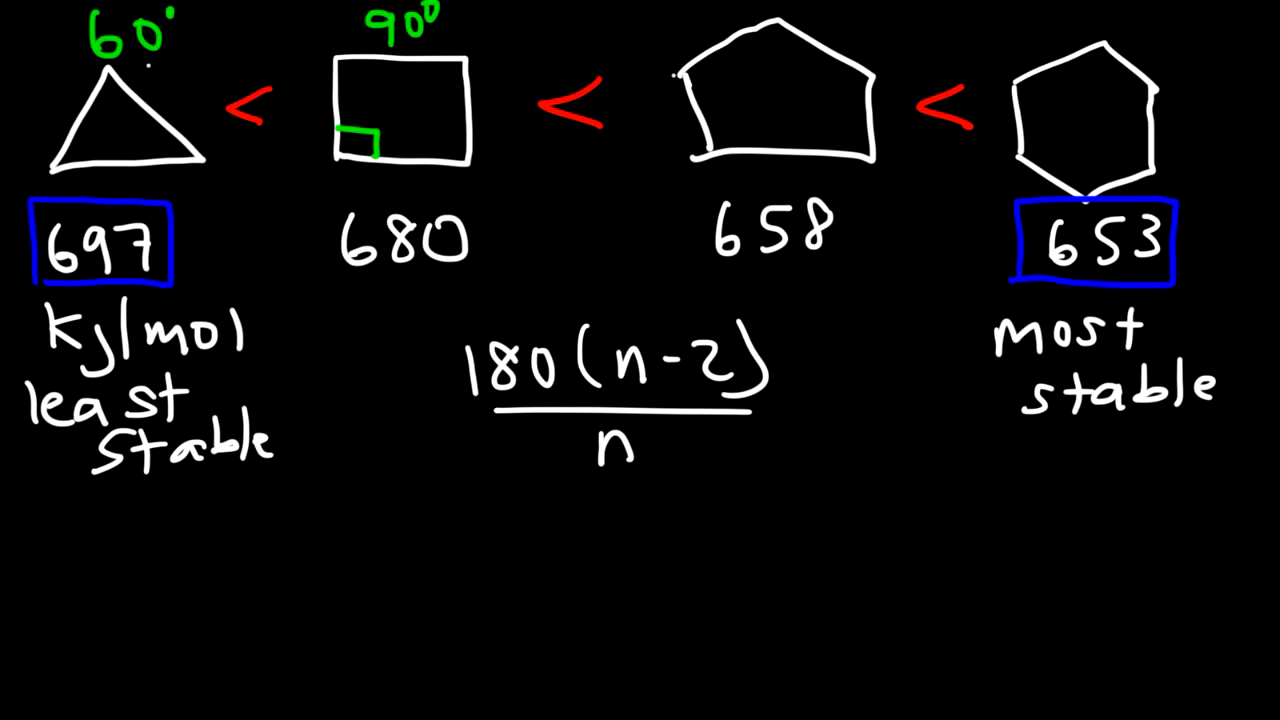 60° 90°
< < <
697 680 658 653
kJ/mol
least
stable
most
stable
180(n-2)
n